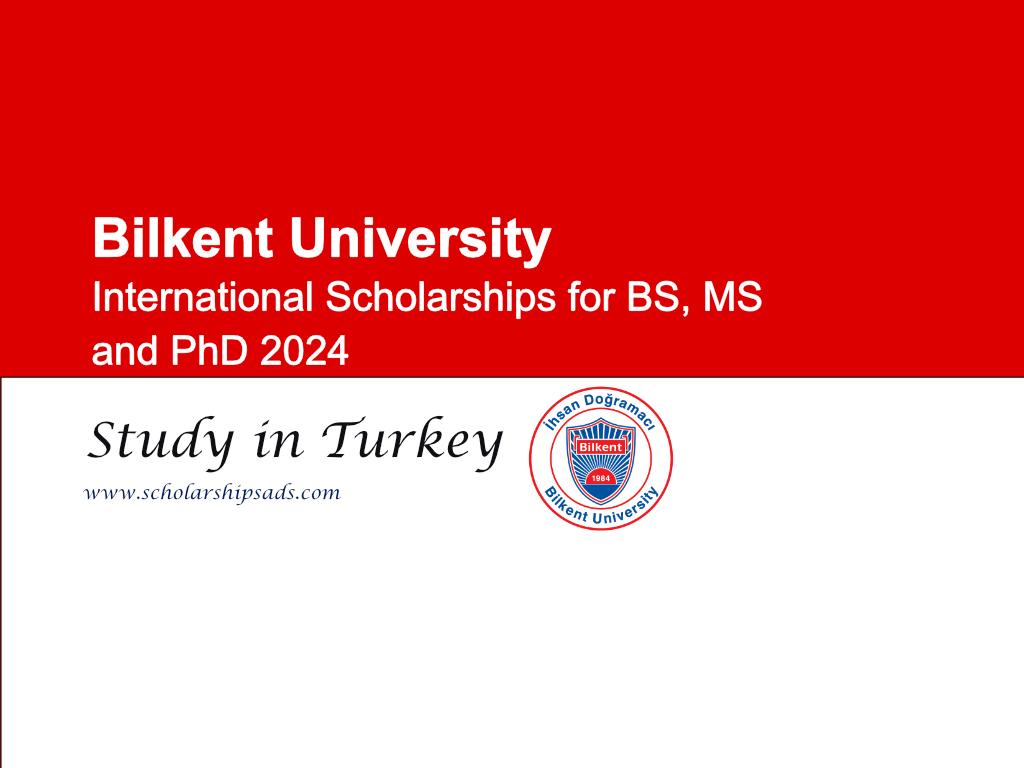 Bilkent University
International Scholarships for BS, MS
and PhD 2024
Study in Turkey
www.scholarshipsads.com
İhsan Doğramacı
Bilkent
1984
Bilkent University